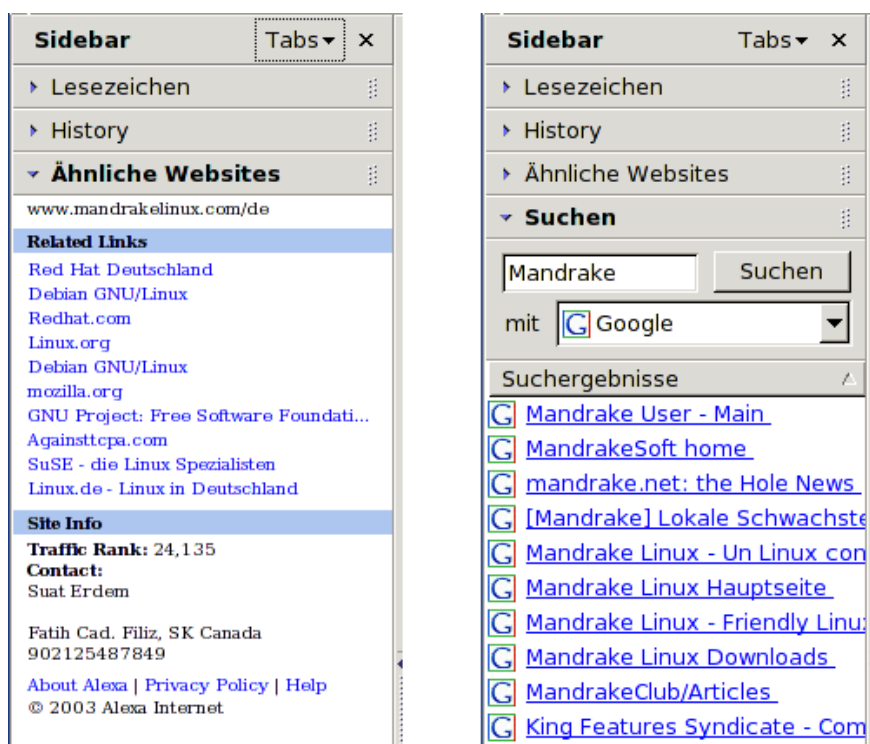 Sidebar Tabs
Lesezeichen
History
Ähnliche Websites
www.mandrakelinux.com/de
Related Links
Red Hat Deutschland
Debian GNU/Linux
Redhat.com
Linux.org
Debian GNU/Linux
mozilla.org
GNU Project: Free Software Foundati...
Againsttcpa.com
SuSE - die Linux Spezialisten
Linux.de - Linux in Deutschland
Site Info
Traffic Rank: 24,135
Contact:
Suat Erdem
Fatih Cad. Filiz, SK Canada
902125487849
About Alexa | Privacy Policy | Help
© 2003 Alexa Internet
Sidebar Tabs
Lesezeichen
History
Ähnliche Websites
Suchen
Mandrake Suchen
mit Google
Suchergebnisse
Mandrake User - Main
MandrakeSoft home
mandrake.net: the Hole News
[Mandrake] Lokale Schwachste
Mandrake Linux - Un Linux con
Mandrake Linux Hauptseite
Mandrake Linux - Friendly Linu
Mandrake Linux Downloads
MandrakeClub/Articles
King Features Syndicate - Com